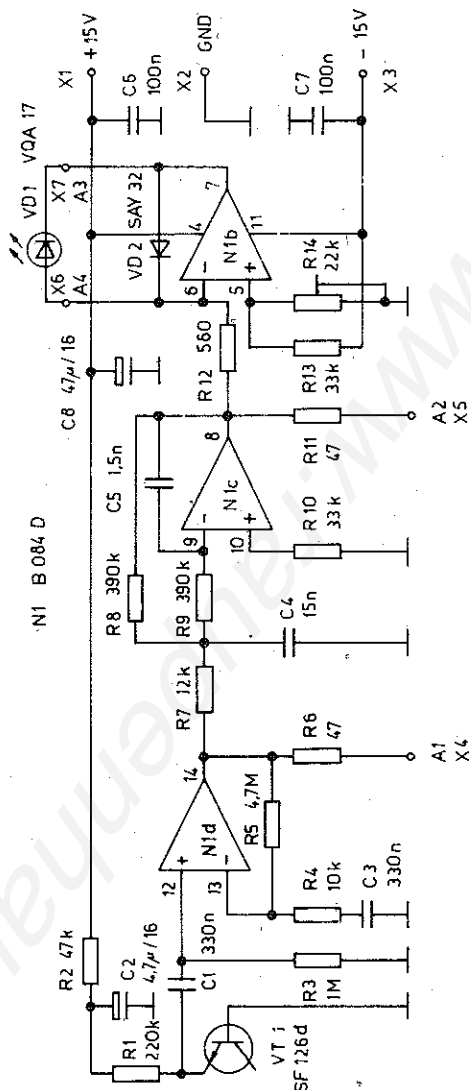 N1 B 084 D
R2 47k
C2
4,7µ/16
R1
220k
C1
330n
VT 1
SF 126d
R3
1M
12
13
+
-
N1d
14
R5
4,7M
R4
10k
C3
330n
R6
47
A1
X4
R7
12k
R8 390k
R9 390k
C4
15n
C5 1,5n
9
10
-
+
N1c
8
R10
33k
R11
47
A2
X5
R12
560
C8 47µ/16
X6
A4
VD1 VQA 17
X7
A3
VD2 SAY 32
6
5
-
+
N1b
4
11
7
R13
33k
R14
22k
X1
+15V
C6
100n
X2 GND
C7
100n
-15V
X3